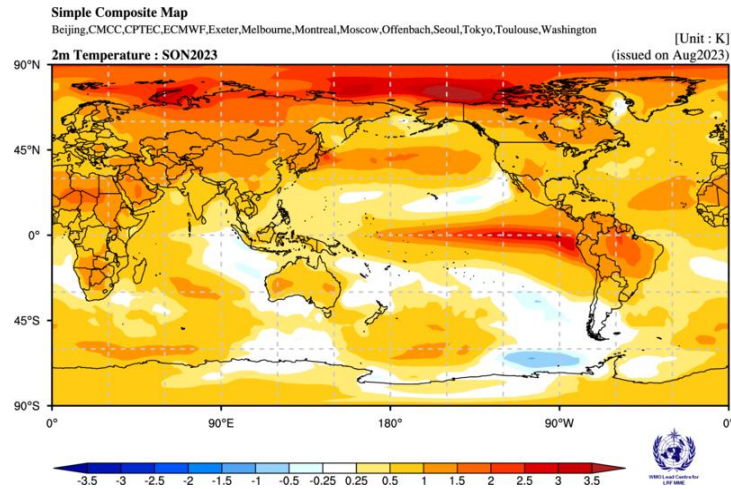 Simple Composite Map
Beijing,CMCC,CPTEC,ECMWF,Exeter,Melbourne,Montreal,Moscow,Offenbach,Seoul,Tokyo,Toulouse,Washington
[Unit : K]
2m Temperature : SON2023
(issued on Aug2023)
90°N
45°N
0°
45°S
90°S
0°
90°E
180°
90°W
0°
-3.5 -3 -2.5 -2 -1.5 -1 -0.5 -0.25 0.25 0.5 1 1.5 2 2.5 3 3.5
WMO Lead Centre for
LRFMME